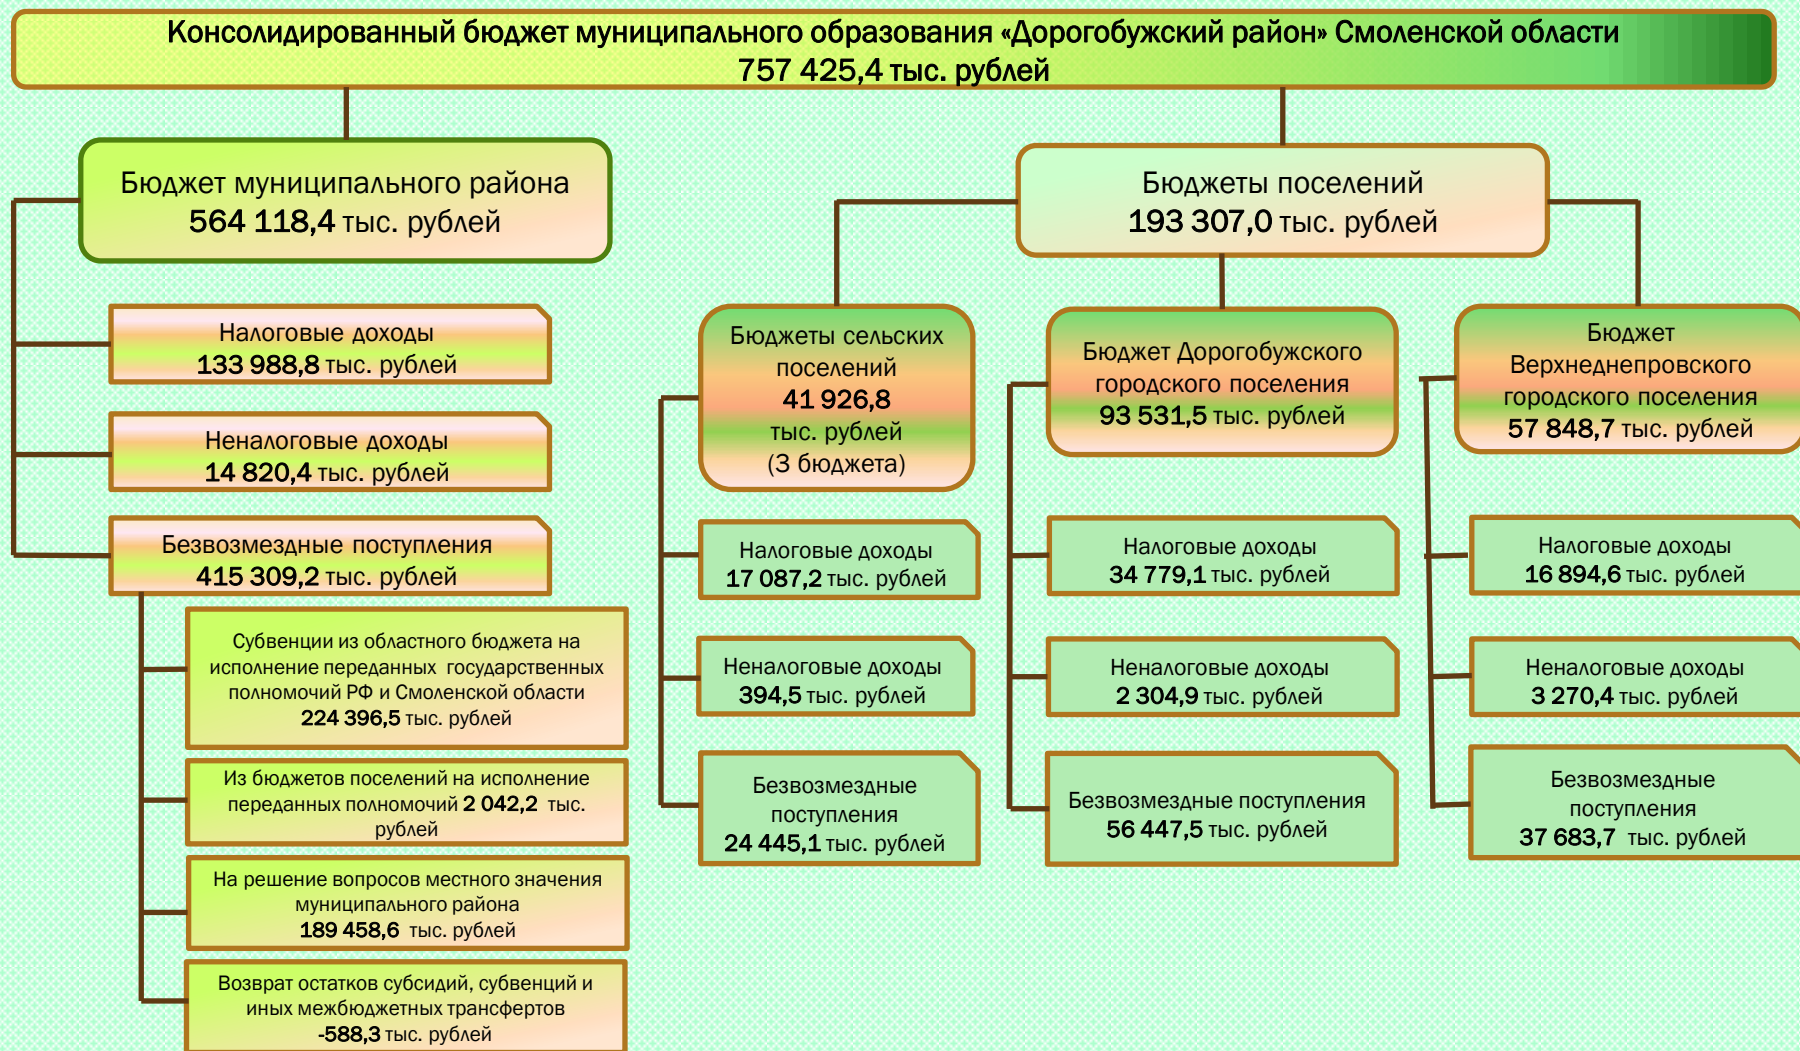 Консолидированный бюджет муниципального образования «Дорогобужский район» Смоленской области
757 425,4 тыс. рублей
Бюджет муниципального района
564 118,4 тыс. рублей
Налоговые доходы
133 988,8 тыс. рублей
Неналоговые доходы
14 820,4 тыс. рублей
Безвозмездные поступления
415 309,2 тыс. рублей
Субвенции из областного бюджета на
исполнение переданных государственных
полномочий РФ и Смоленской области
224 396,5 тыс. рублей
Из бюджетов поселений на исполнение
переданных полномочий 2 042,2 тыс.
рублей
На решение вопросов местного значения
муниципального района
189 458,6 тыс. рублей
Возврат остатков субсидий, субвенций и
иных межбюджетных трансфертов
-588,3 тыс. рублей
Бюджеты поселений
193 307,0 тыс. рублей
Бюджеты сельских
поселений
41 926,8
тыс. рублей
(3 бюджета)
Налоговые доходы
17 087,2 тыс. рублей
Неналоговые доходы
394,5 тыс. рублей
Безвозмездные
поступления
24 445,1 тыс. рублей
Бюджет Дорогобужского
городского поселения
93 531,5 тыс. рублей
Налоговые доходы
34 779,1 тыс. рублей
Неналоговые доходы
2 304,9 тыс. рублей
Безвозмездные поступления
56 447,5 тыс. рублей
Бюджет
Верхнеднепровского
городского поселения
57 848,7 тыс. рублей
Налоговые доходы
16 894,6 тыс. рублей
Неналоговые доходы
3 270,4 тыс. рублей
Безвозмездные
поступления
37 683,7 тыс. рублей